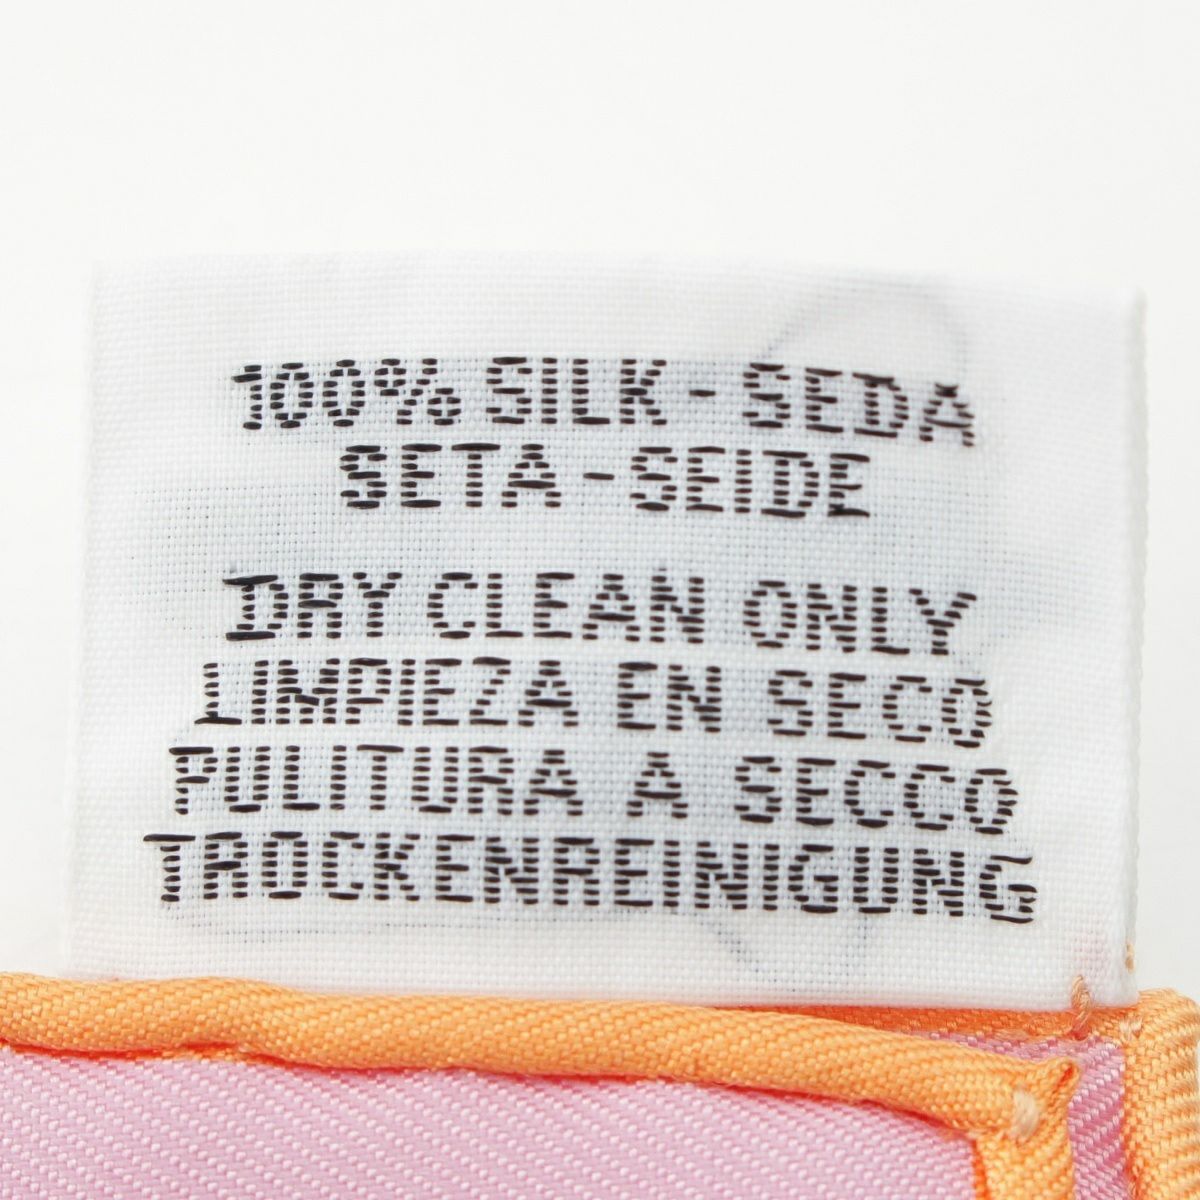 100% SILK - SEDA
SETA - SEIDE
DRY CLEAN ONLY
LIMPIEZA EN SECO
PULITURA A SECCO
TROCKENREINIGUNG